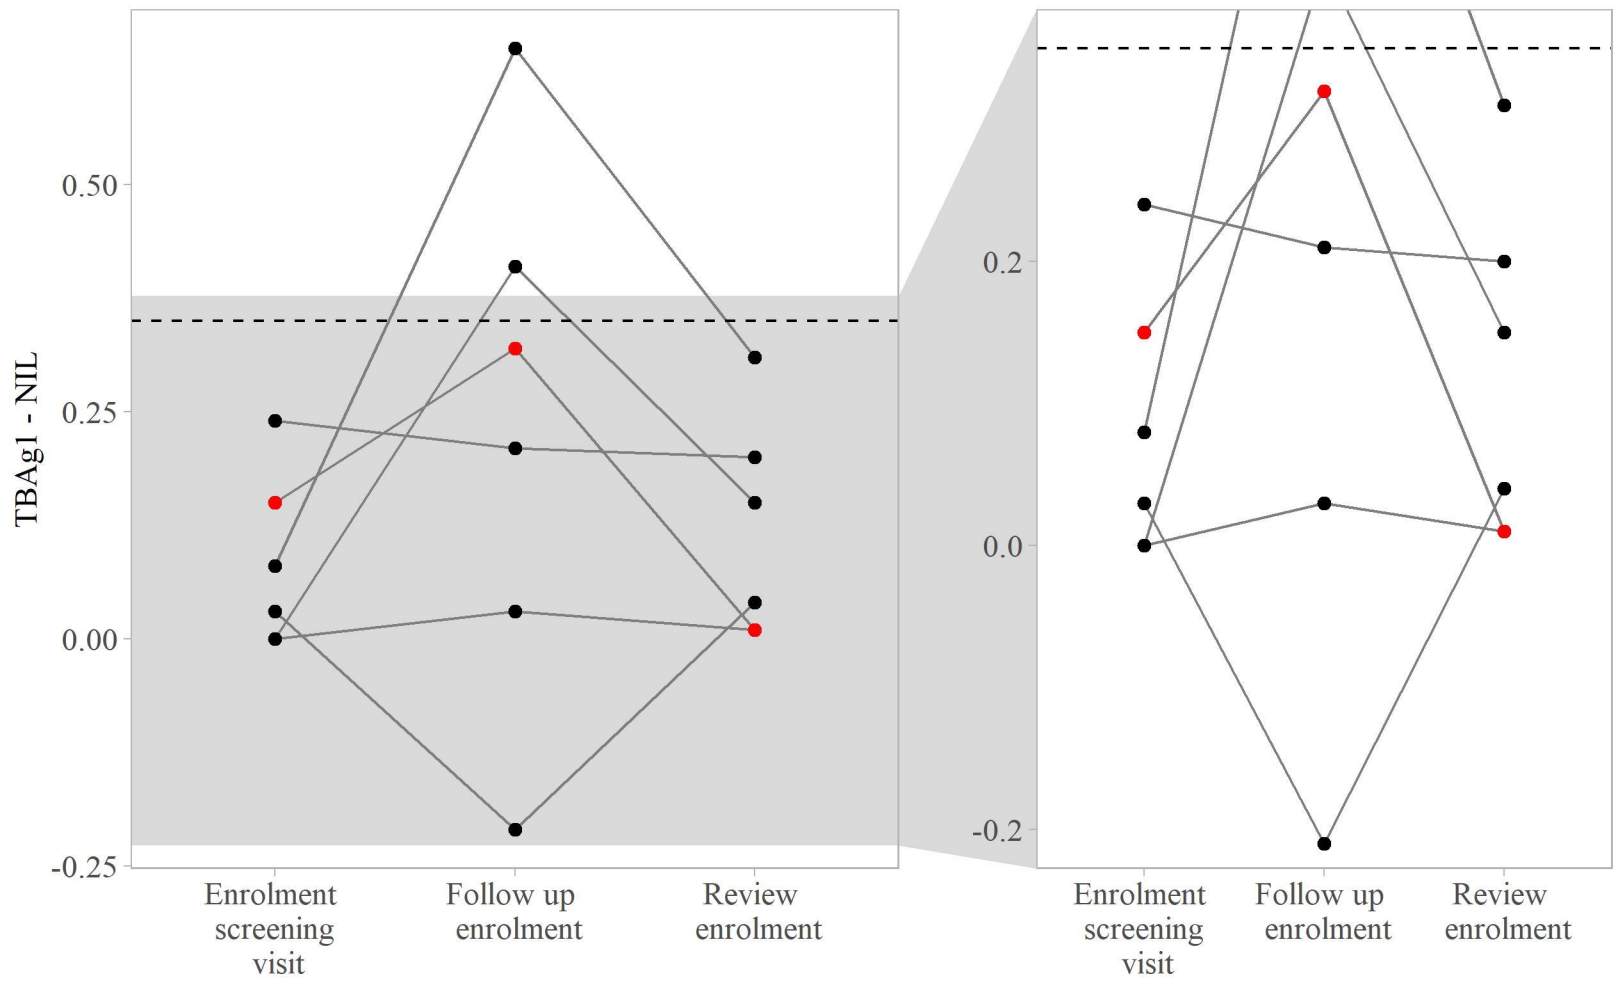 TBAg1 - NIL
0.50
0.25
0.00
-0.25
Enrolment
screening
visit
Follow up
enrolment
Review
enrolment
0.2
0.0
-0.2
Enrolment
screening
visit
Follow up
enrolment
Review
enrolment